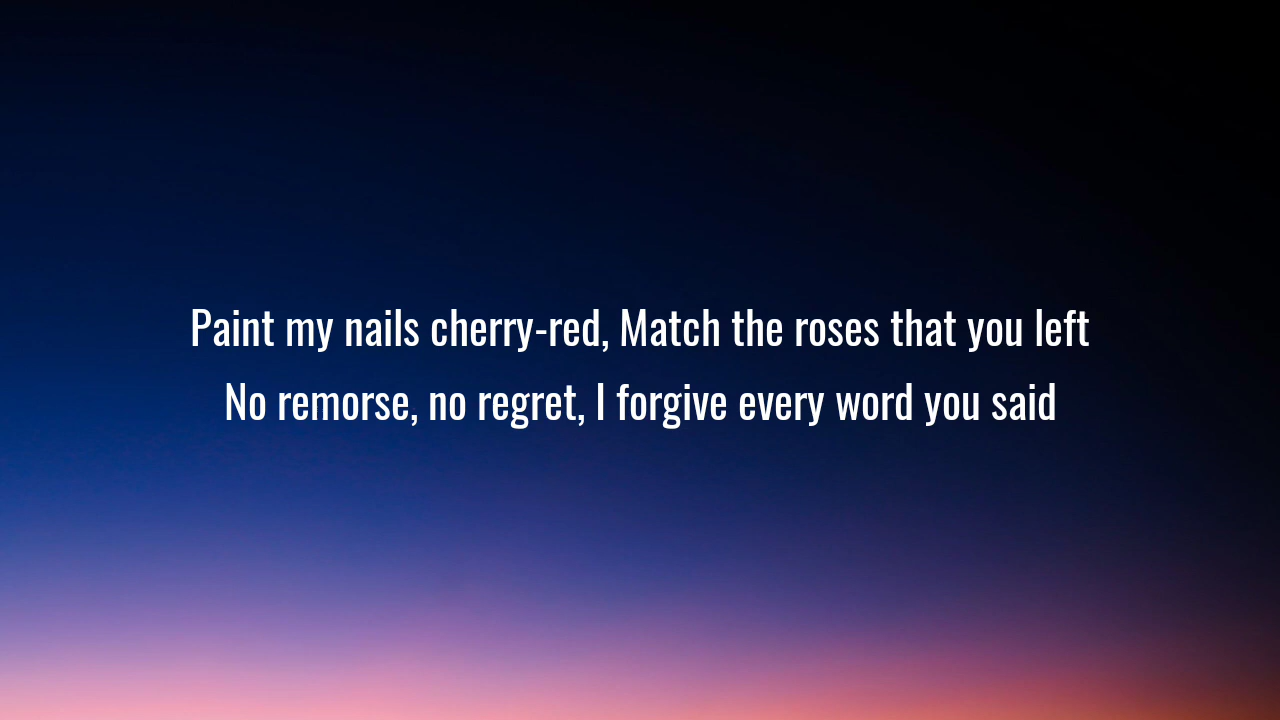 Paint my nails cherry-red, Match the roses that you left
No remorse, no regret, I forgive every word you said